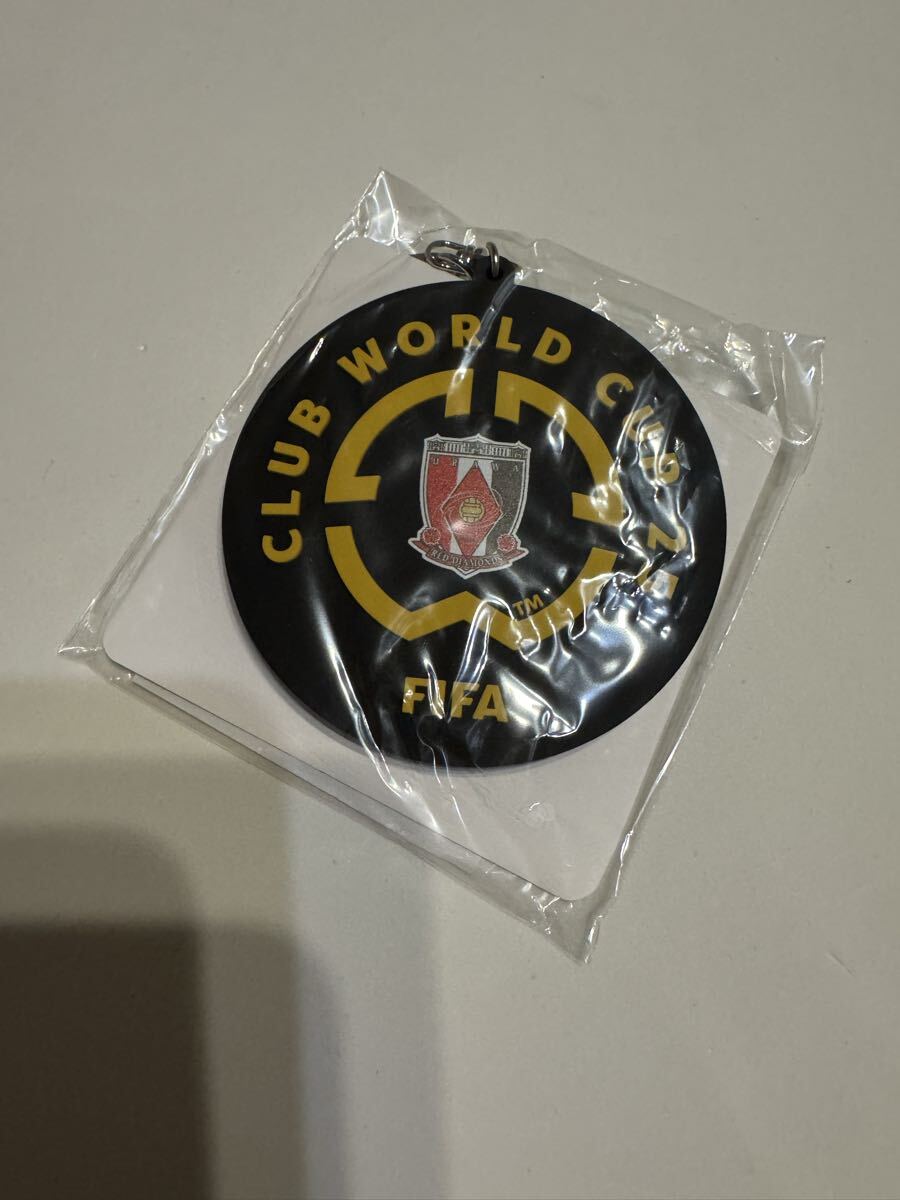 CLUB WORLD CUP 25
URAWA
RED DIAMONDS
TM
FIFA